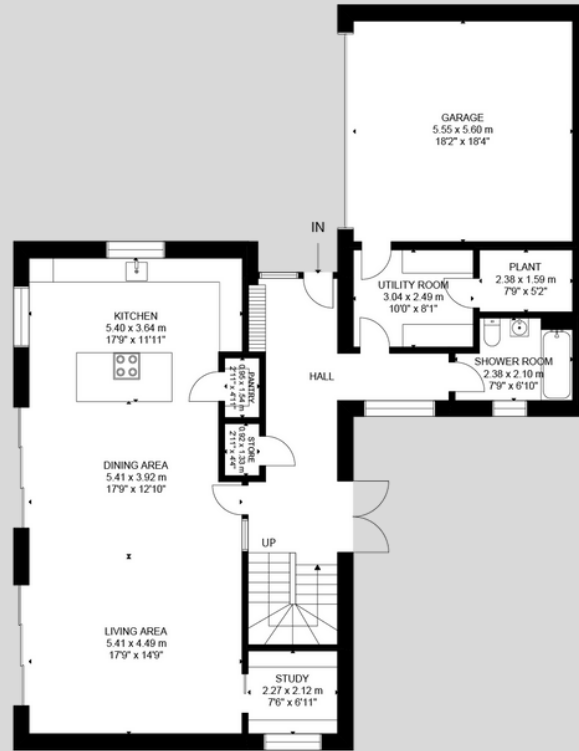 GARAGE
5.55 x 5.60 m
18'2" x 18'4"
IN
PLANT
2.38 x 1.59 m
7'9" x 5'2"
UTILITY ROOM
3.04 x 2.49 m
10'0" x 8'1"
KITCHEN
5.40 x 3.64 m
17'9" x 11'11"
SHOWER ROOM
2.38 x 2.10 m
7'9" x 6'10"
HALL
PANTRY
0.95 x 1.54 m
2'11" x 4'11"
STORE
0.92 x 1.33 m
2'11" x 4'4"
DINING AREA
5.41 x 3.92 m
17'9" x 12'10"
UP
LIVING AREA
5.41 x 4.49 m
17'9" x 14'9"
STUDY
2.27 x 2.12 m
7'6" x 6'11"